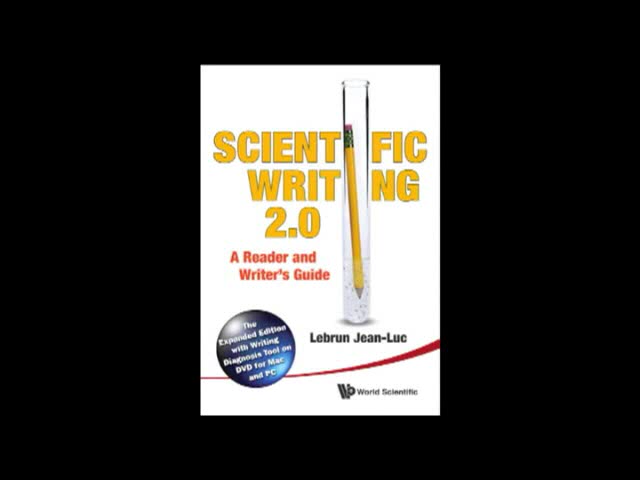 SCIENTIFIC
WRITING
2.0
A Reader and
Writer's Guide
Lebrun Jean-Luc
The
Expanded Edition
with Writing
Diagnosis Tool on
DVD for Mac
and PC
World Scientific